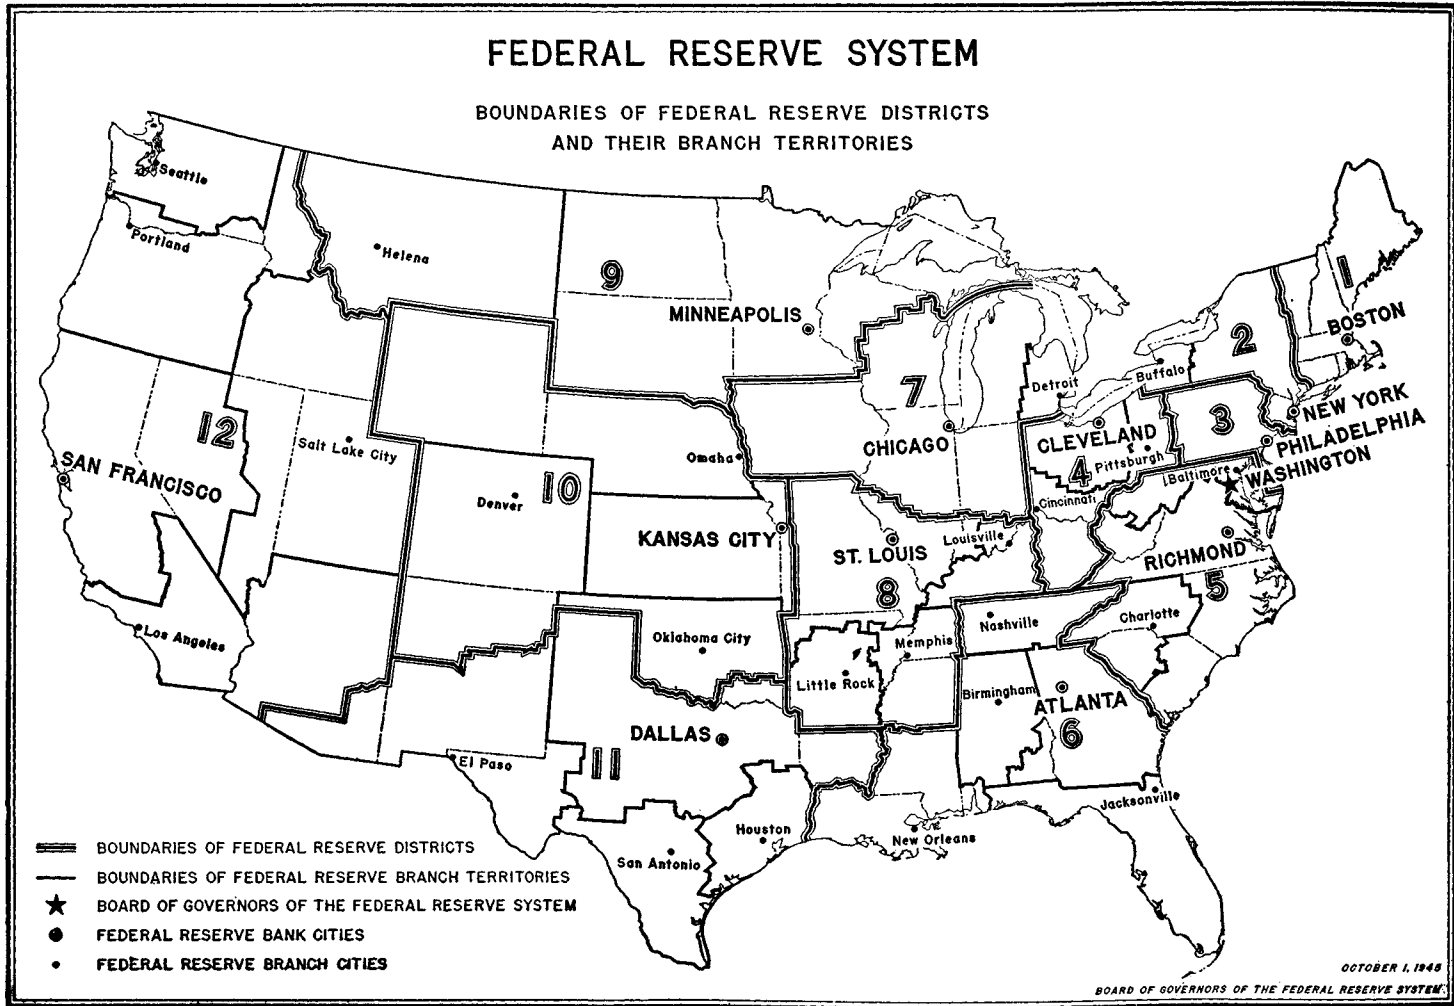 FEDERAL RESERVE SYSTEM
BOUNDARIES OF FEDERAL RESERVE DISTRICTS
AND THEIR BRANCH TERRITORIES
Seattle
Portland
Helena
9
MINNEAPOLIS
1
BOSTON
2
Buffalo
7
Detroit
CHICAGO
CLEVELAND
4
Pittsburgh
Cincinnati
3
NEW YORK
PHILADELPHIA
WASHINGTON
Baltimore
12
SAN FRANCISCO
Salt Lake City
Omaha
Denver
10
KANSAS CITY
ST. LOUIS
8
Louisville
RICHMOND
5
Charlotte
Los Angeles
Oklahoma City
Memphis
Nashville
Little Rock
Birmingham
ATLANTA
6
DALLAS
11
El Paso
Houston
San Antonio
New Orleans
Jacksonville
BOUNDARIES OF FEDERAL RESERVE DISTRICTS
BOUNDARIES OF FEDERAL RESERVE BRANCH TERRITORIES
BOARD OF GOVERNORS OF THE FEDERAL RESERVE SYSTEM
FEDERAL RESERVE BANK CITIES
FEDERAL RESERVE BRANCH CITIES
OCTOBER 1, 1945
BOARD OF GOVERNORS OF THE FEDERAL RESERVE SYSTEM